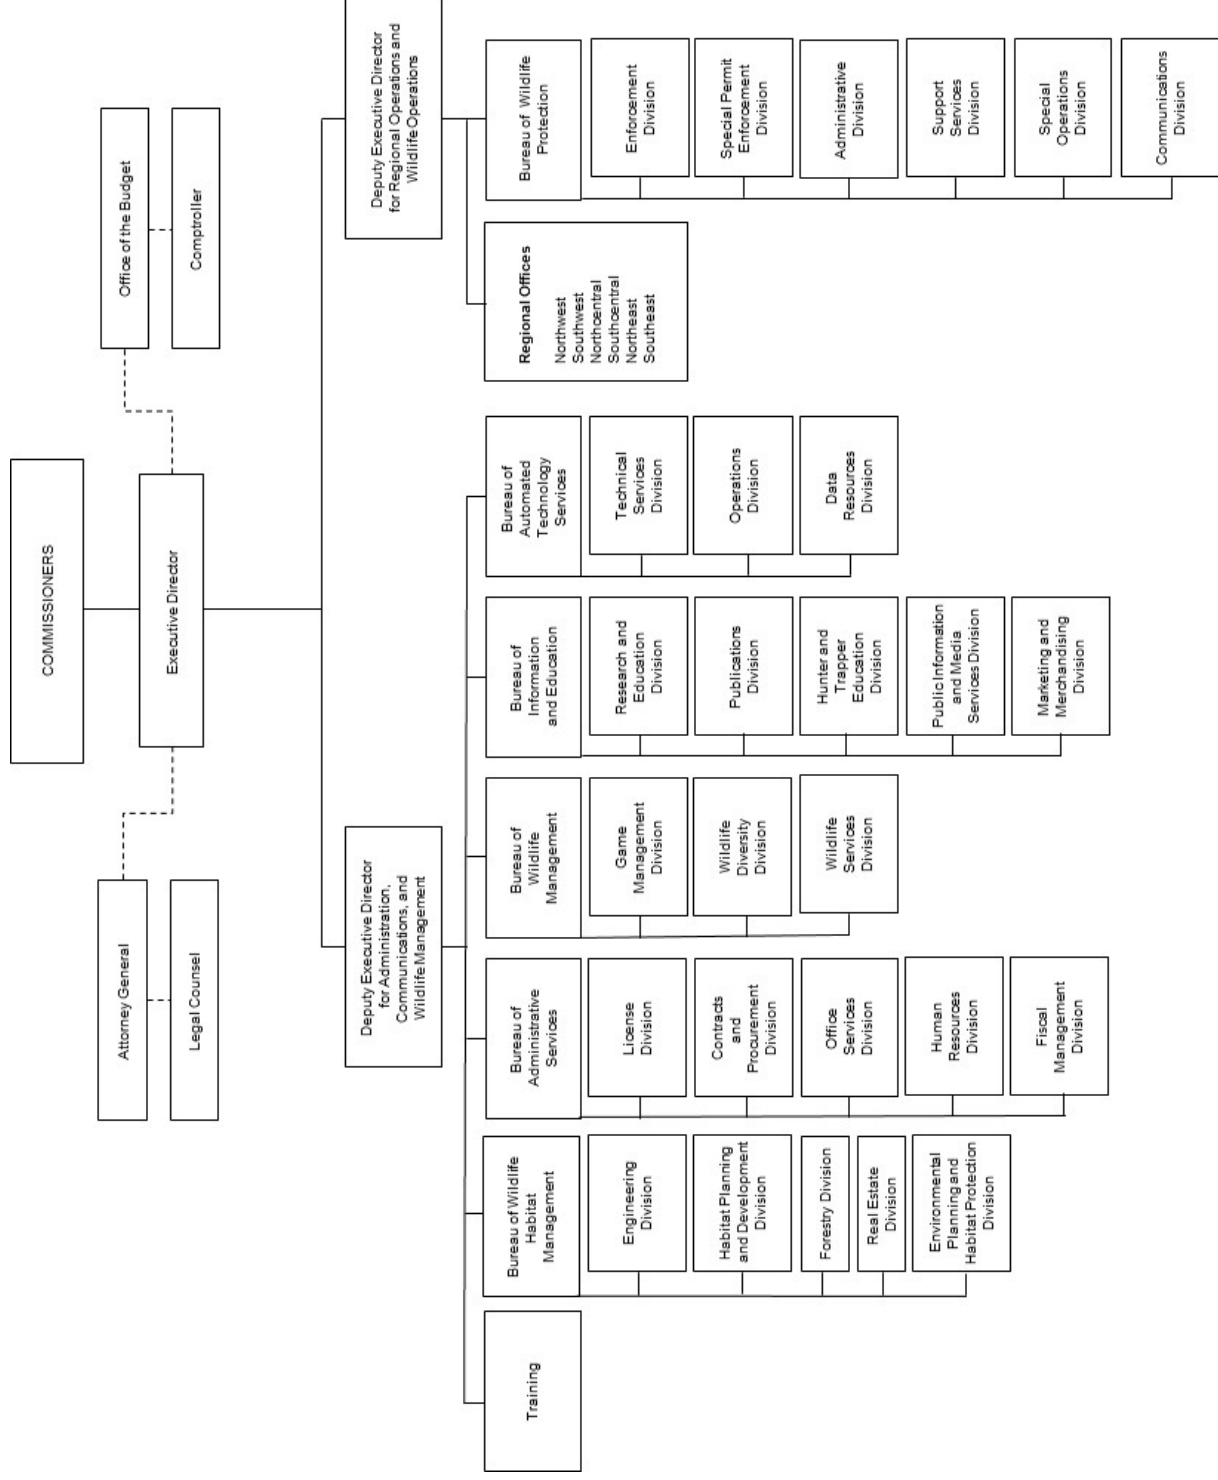 COMMISSIONERS
Executive Director
Attorney General
Legal Counsel
Office of the Budget
Comptroller
Deputy Executive Director
for Administration,
Communications, and
Wildlife Management
Deputy Executive Director
for Regional Operations and
Wildlife Operations
Training
Bureau of Wildlife
Habitat
Management
Engineering
Division
Habitat Planning
and Development
Division
Forestry Division
Real Estate
Division
Environmental
Planning and
Habitat Protection
Division
Bureau of
Administrative
Services
License
Division
Contracts
and
Procurement
Division
Office
Services
Division
Human
Resources
Division
Fiscal
Management
Division
Bureau of
Wildlife
Management
Game
Management
Division
Wildlife
Diversity
Division
Wildlife
Services
Division
Bureau of
Information
and Education
Research and
Education
Division
Publications
Division
Hunter and
Trapper
Education
Division
Public Information
and Media
Services Division
Marketing and
Merchandising
Division
Bureau of
Automated
Technology
Services
Technical
Services
Division
Operations
Division
Data
Resources
Division
Regional Offices
Northwest
Southwest
Northcentral
Southcentral
Northeast
Southeast
Bureau of Wildlife
Protection
Enforcement
Division
Special Permit
Enforcement
Division
Administrative
Division
Support
Services
Division
Special
Operations
Division
Communications
Division